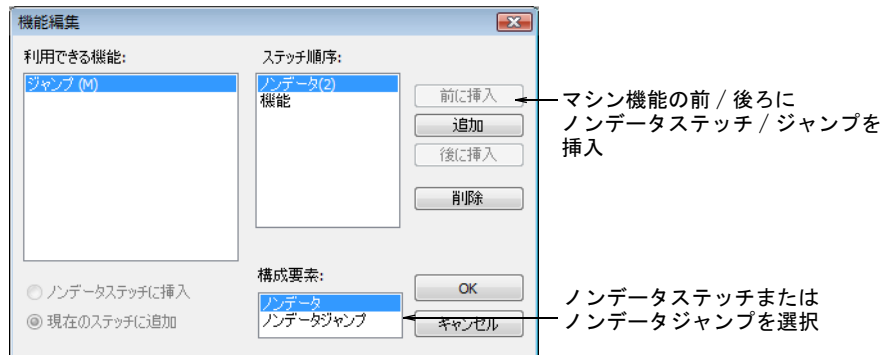 機能編集
利用できる機能:
ジャンプ (M)
ステッチ順序:
ノンデータ(2)
機能
前に挿入
追加
後に挿入
削除
マシン機能の前 / 後ろに
ノンデータステッチ / ジャンプを
挿入
ノンデータステッチに挿入
現在のステッチに追加
構成要素:
ノンデータ
ノンデータジャンプ
OK
キャンセル
ノンデータステッチまたは
ノンデータジャンプを選択